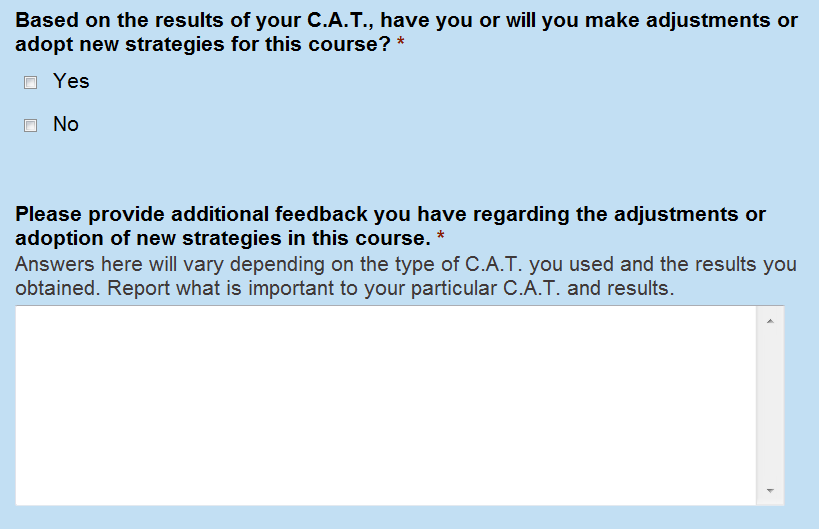 Based on the results of your C.A.T., have you or will you make adjustments or
adopt new strategies for this course? *
Yes
No
Please provide additional feedback you have regarding the adjustments or
adoption of new strategies in this course. *
Answers here will vary depending on the type of C.A.T. you used and the results you
obtained. Report what is important to your particular C.A.T. and results.